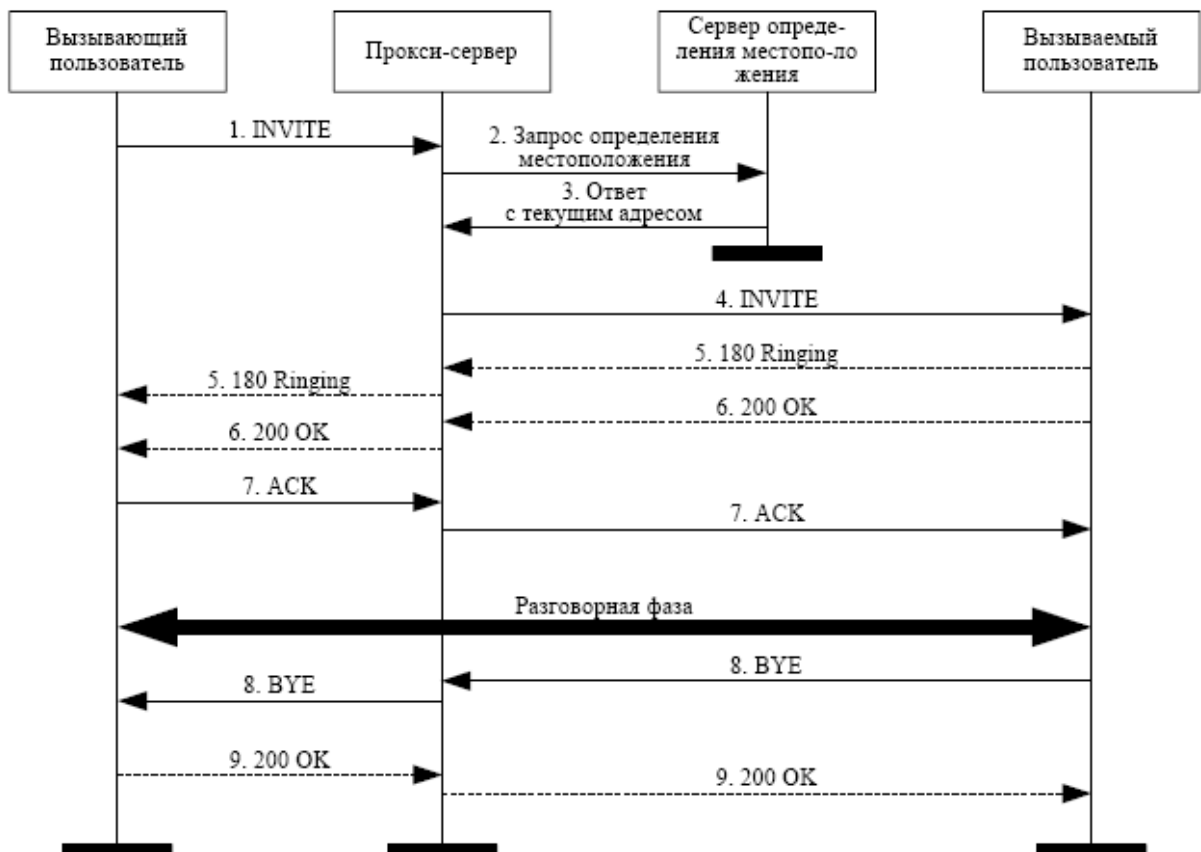 Вызывающий
пользователь
Прокси-сервер
Сервер опреде-
ления местопо-ло
жения
Вызываемый
пользователь
1. INVITE
2. Запрос определения
местоположения
3. Ответ
с текущим адресом
4. INVITE
5. 180 Ringing
5. 180 Ringing
6. 200 OK
6. 200 OK
7. ACK
7. ACK
Разговорная фаза
8. BYE
8. BYE
9. 200 OK
9. 200 OK